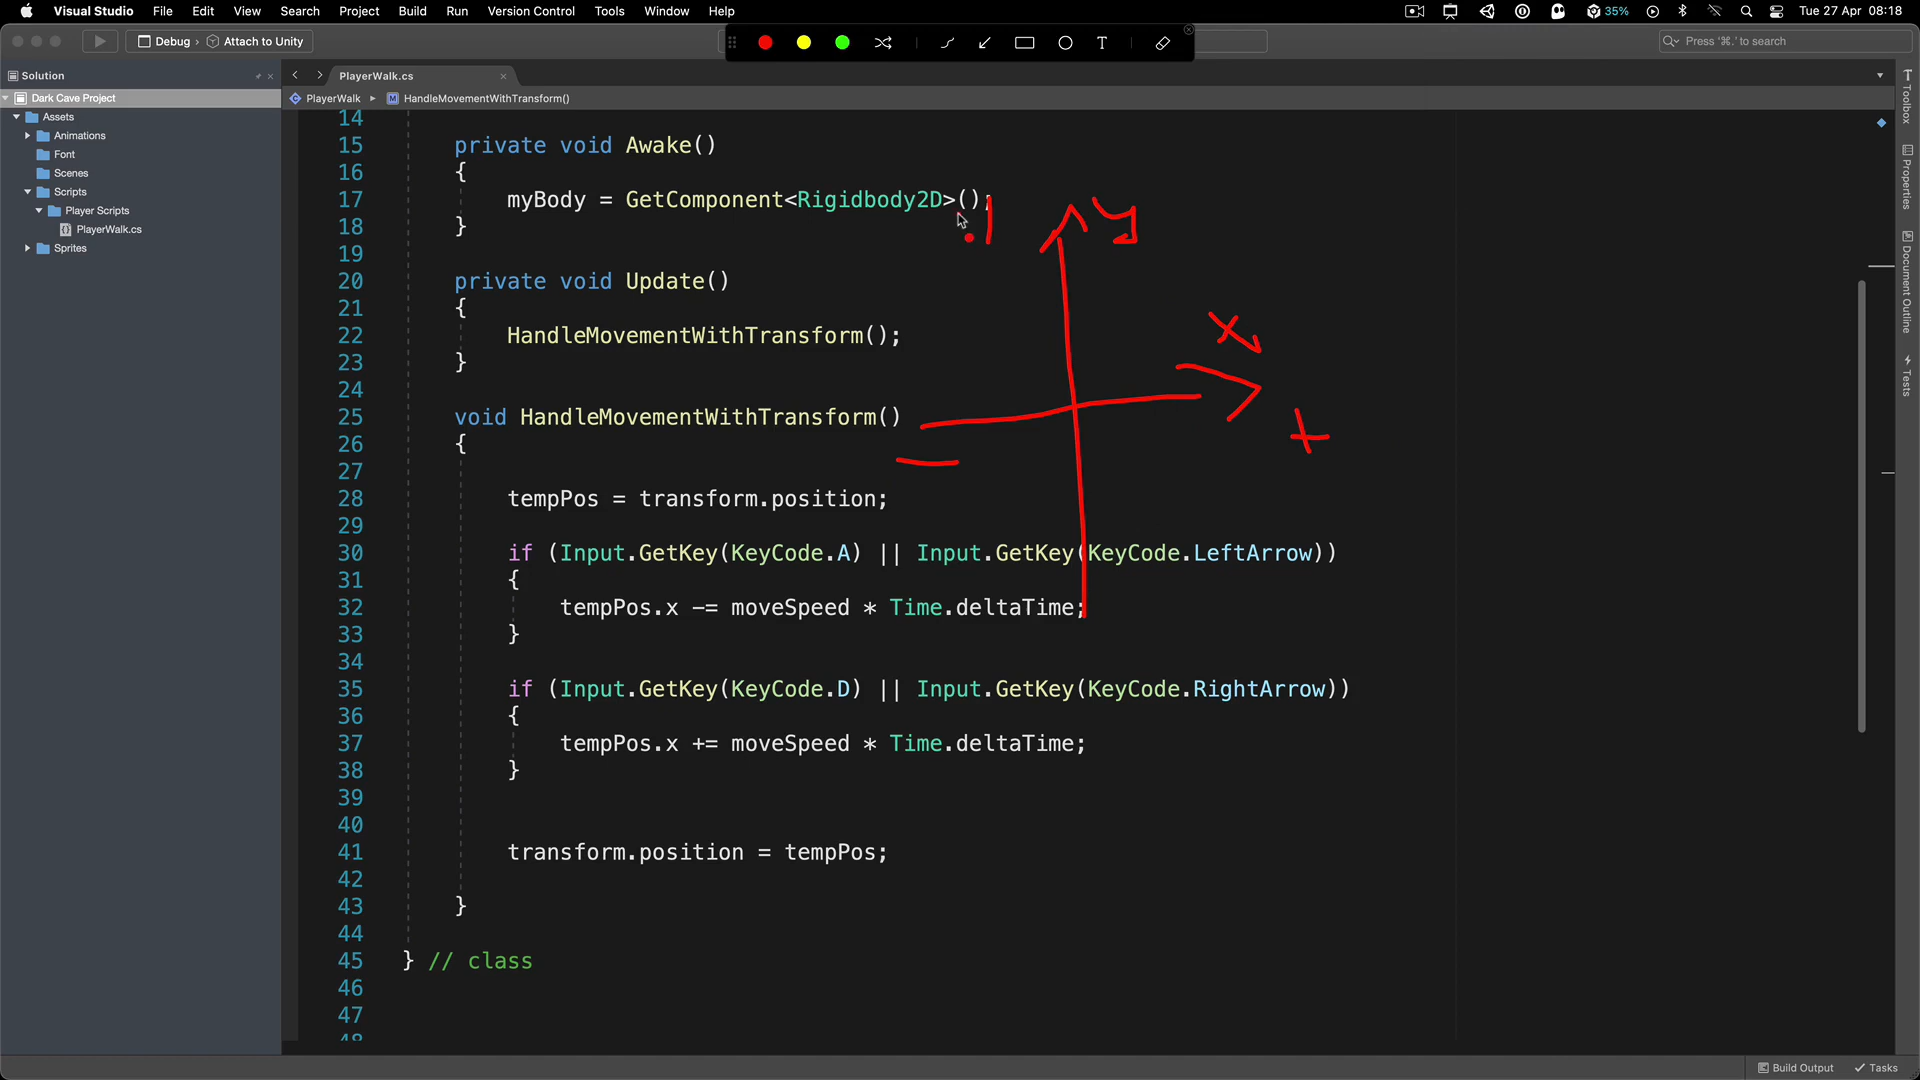 Visual Studio File Edit View Search Project Build Run Version Control Tools Window Help 35% Tue 27 Apr 08:18
Debug › Attach to Unity T Press '⌘.' to search
Solution PlayerWalk.cs
Dark Cave Project PlayerWalk HandleMovementWithTransform()
Assets
Animations
Font
Scenes
Scripts
Player Scripts
PlayerWalk.cs
Sprites
14
15 private void Awake()
16 {
17 myBody = GetComponent<Rigidbody2D>();
18 }
19
20 private void Update()
21 {
22 HandleMovementWithTransform();
23 }
24
25 void HandleMovementWithTransform()
26 {
27
28 tempPos = transform.position;
29
30 if (Input.GetKey(KeyCode.A) || Input.GetKey(KeyCode.LeftArrow))
31 {
32 tempPos.x -= moveSpeed * Time.deltaTime;
33 }
34
35 if (Input.GetKey(KeyCode.D) || Input.GetKey(KeyCode.RightArrow))
36 {
37 tempPos.x += moveSpeed * Time.deltaTime;
38 }
39
40
41 transform.position = tempPos;
42
43 }
44
45 } // class
46
47
48
y
x
+
-
.1
Toolbox
Properties
Document Outline
Tests
Build Output Tasks